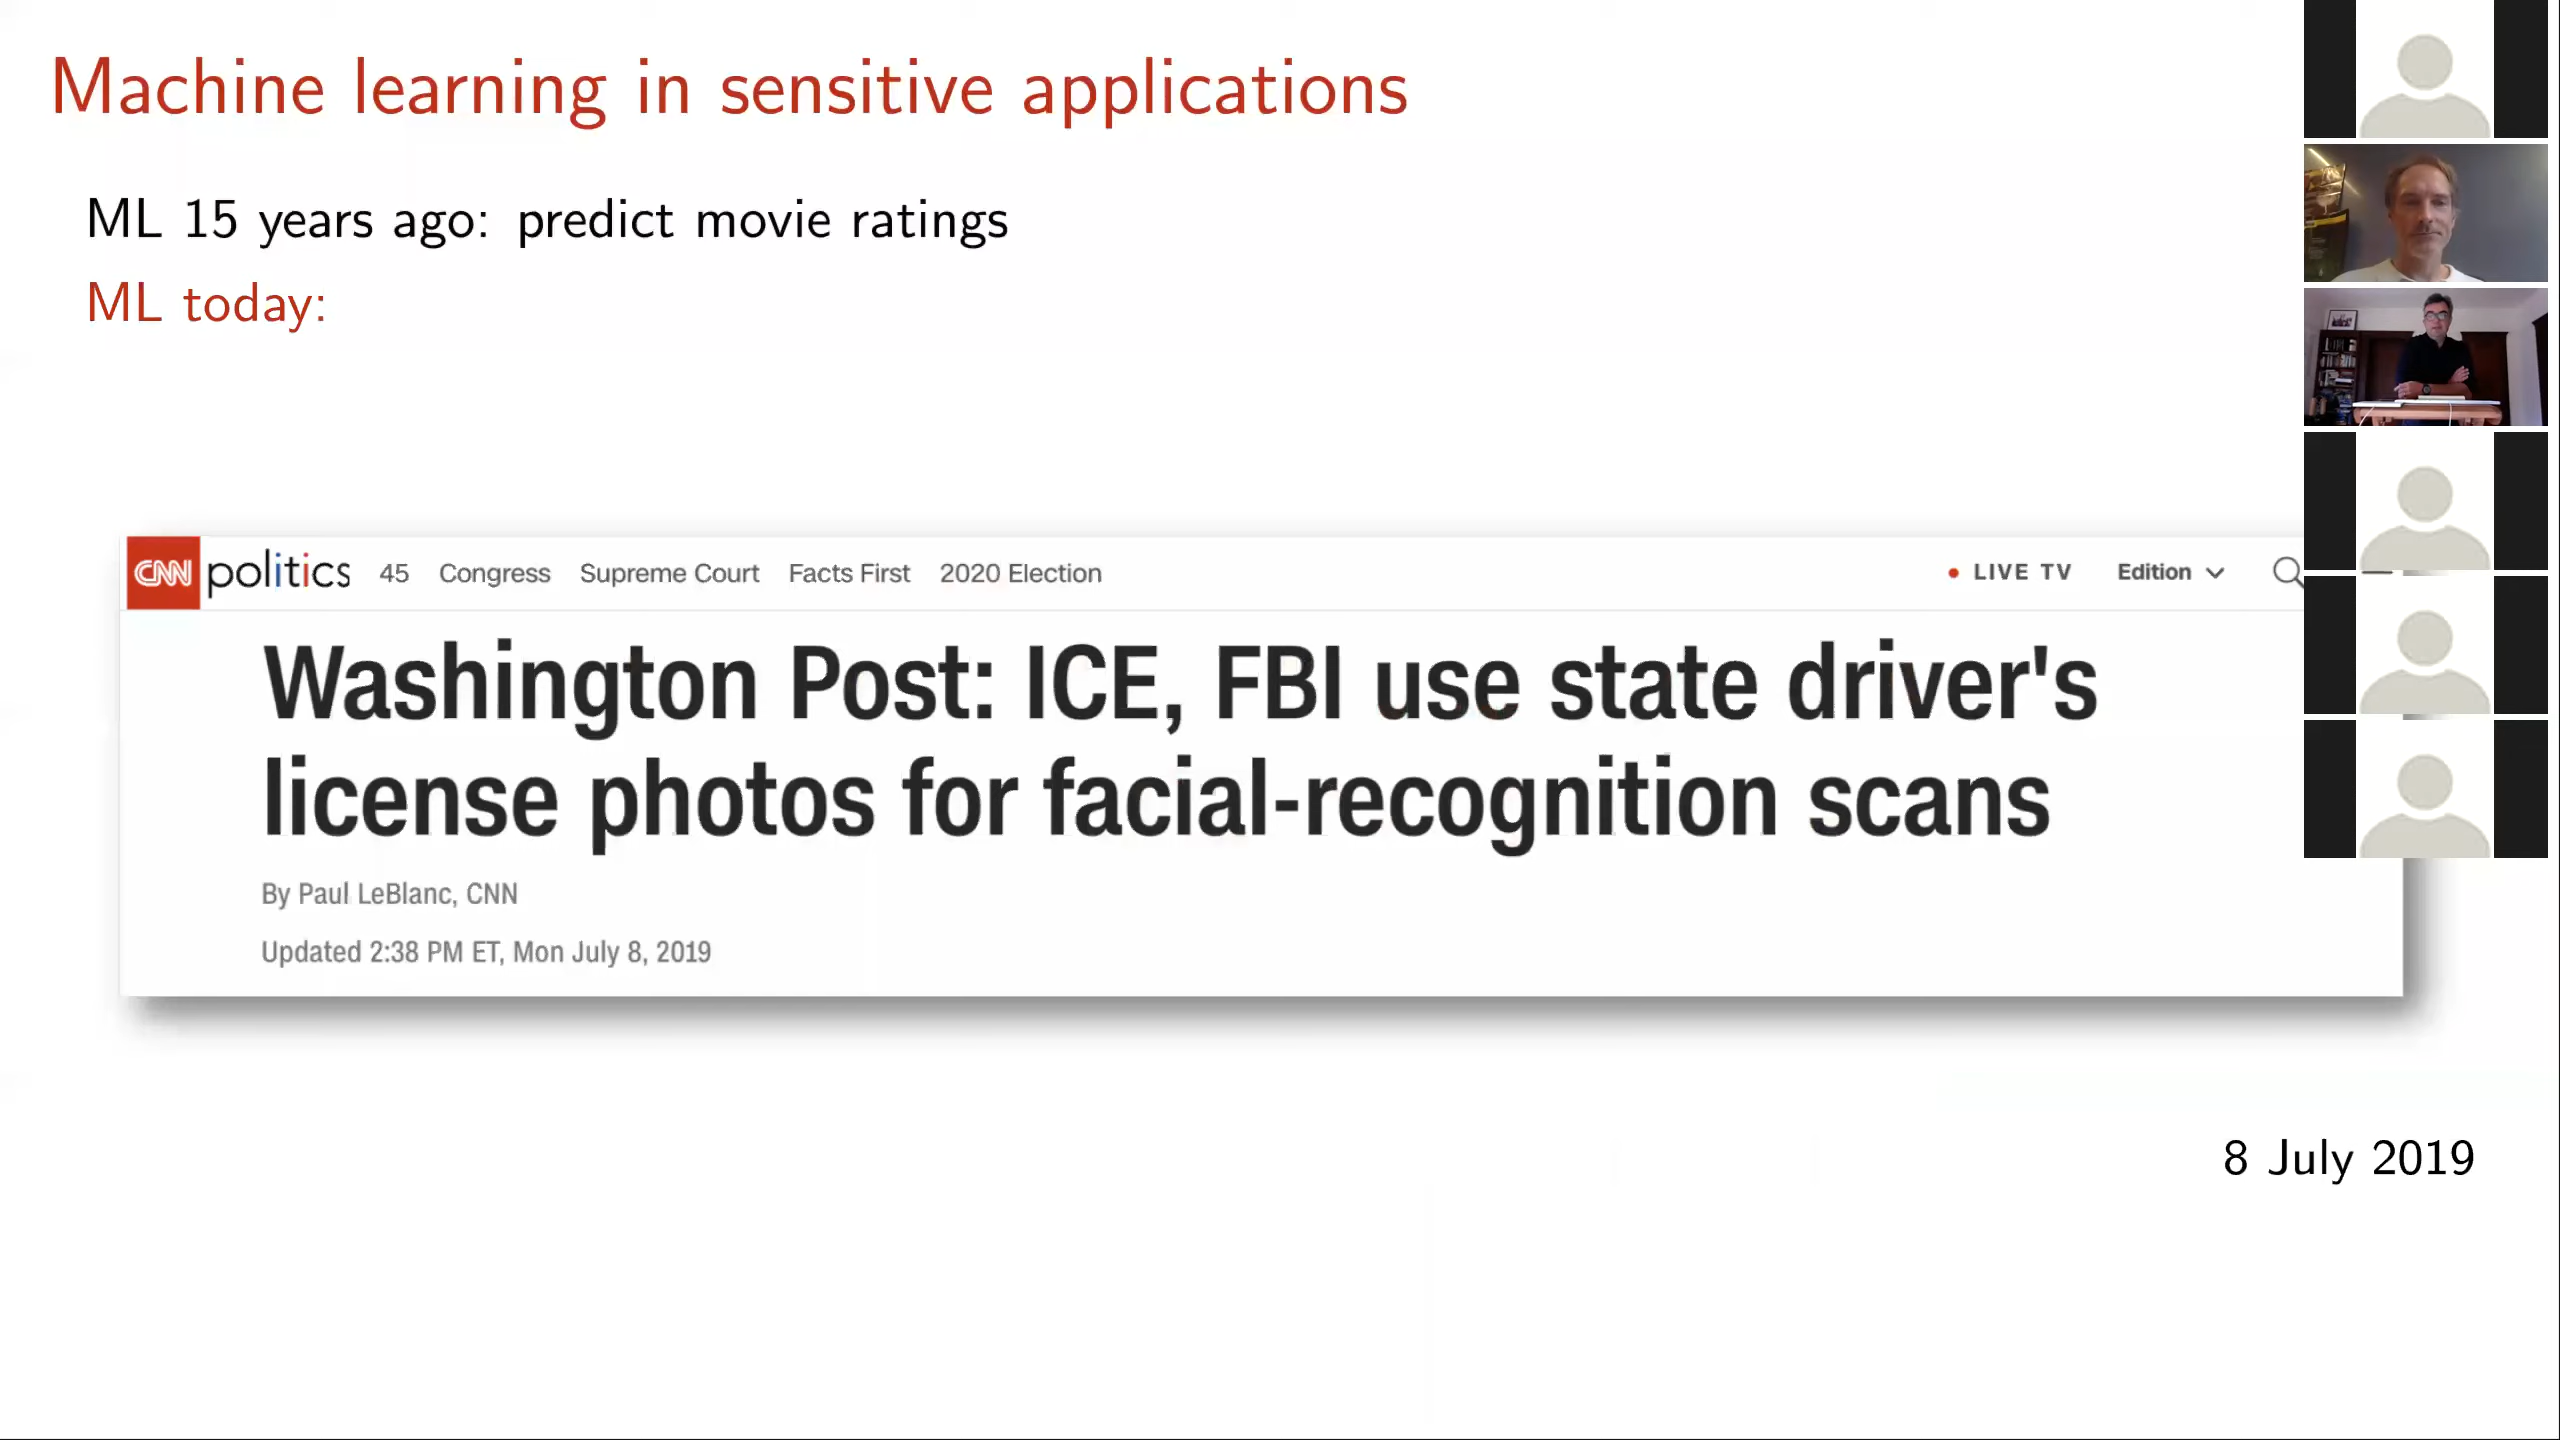 Machine learning in sensitive applications
ML 15 years ago: predict movie ratings
ML today:
CNN politics 45 Congress Supreme Court Facts First 2020 Election LIVE TV Edition
Washington Post: ICE, FBI use state driver's
license photos for facial-recognition scans
By Paul LeBlanc, CNN
Updated 2:38 PM ET, Mon July 8, 2019
8 July 2019